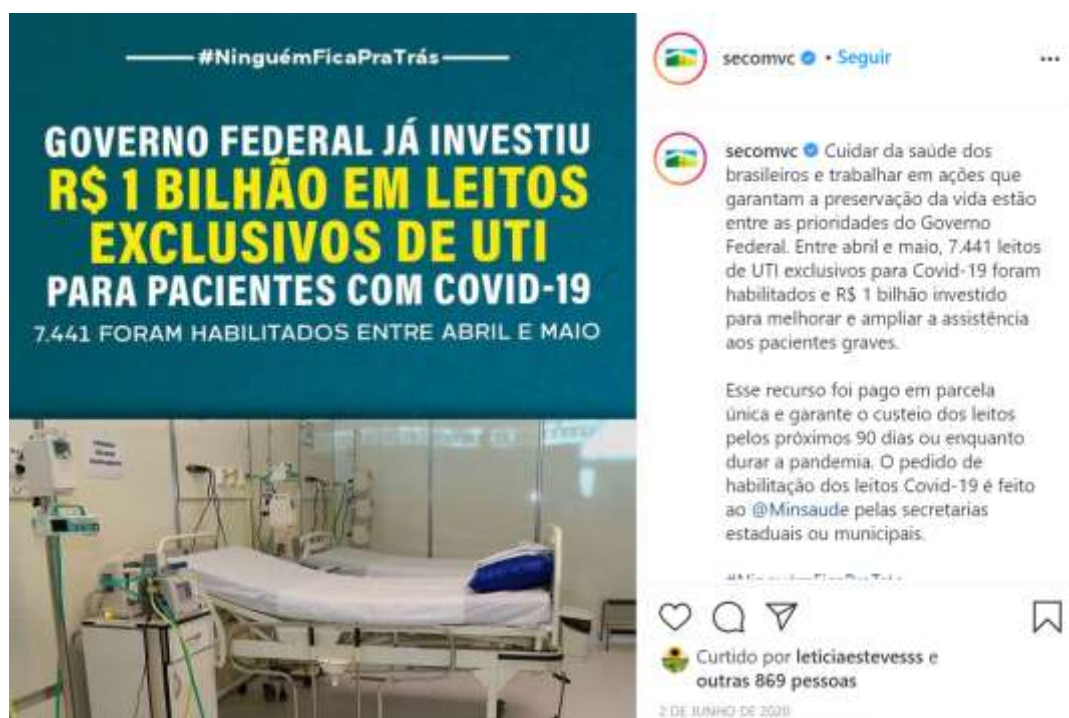 #NinguémFicaPraTrás
GOVERNO FEDERAL JÁ INVESTIU
R$ 1 BILHÃO EM LEITOS
EXCLUSIVOS DE UTI
PARA PACIENTES COM COVID-19
7.441 FORAM HABILITADOS ENTRE ABRIL E MAIO
secomvc • Seguir
secomvc Cuidar da saúde dos
brasileiros e trabalhar em ações que
garantam a preservação da vida estão
entre as prioridades do Governo
Federal. Entre abril e maio, 7.441 leitos
de UTI exclusivos para Covid-19 foram
habilitados e R$ 1 bilhão investido
para melhorar e ampliar a assistência
aos pacientes graves.
Esse recurso foi pago em parcela
única e garante o custeio dos leitos
pelos próximos 90 dias ou enquanto
durar a pandemia. O pedido de
habilitação dos leitos Covid-19 é feito
ao @Minsaude pelas secretarias
estaduais ou municipais.
Curtido por leticiaestevesss e
outras 869 pessoas
2 DE JUNHO DE 2020